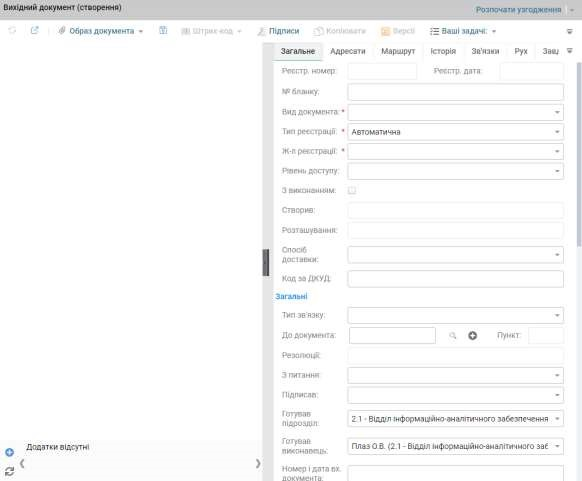 Вихідний документ (створення)
Розпочати узгодження
Образ документа Штрих-код Підписи Копіювати Версії Ваші задачі:
Загальне Адресати Маршрут Історія Зв'язки Рух
Реєстр. номер: Реєстр. дата:
№ бланку:
Вид документа: *
Тип реєстрації: * Автоматична
Ж-л реєстрації: *
Рівень доступу:
З виконанням:
Створив:
Розташування:
Спосіб
доставки:
Код за ДКУД:
Загальні
Тип зв'язку:
До документа: Пункт:
Резолюції:
З питання:
Підписав:
Готував
підрозділ: 2.1 - Відділ інформаційно-аналітичного забезпечення
Готував
виконавець: Плаз О.В. (2.1 - Відділ інформаційно-аналітичного заб
Додатки відсутні
Номер і дата вх.
документа: